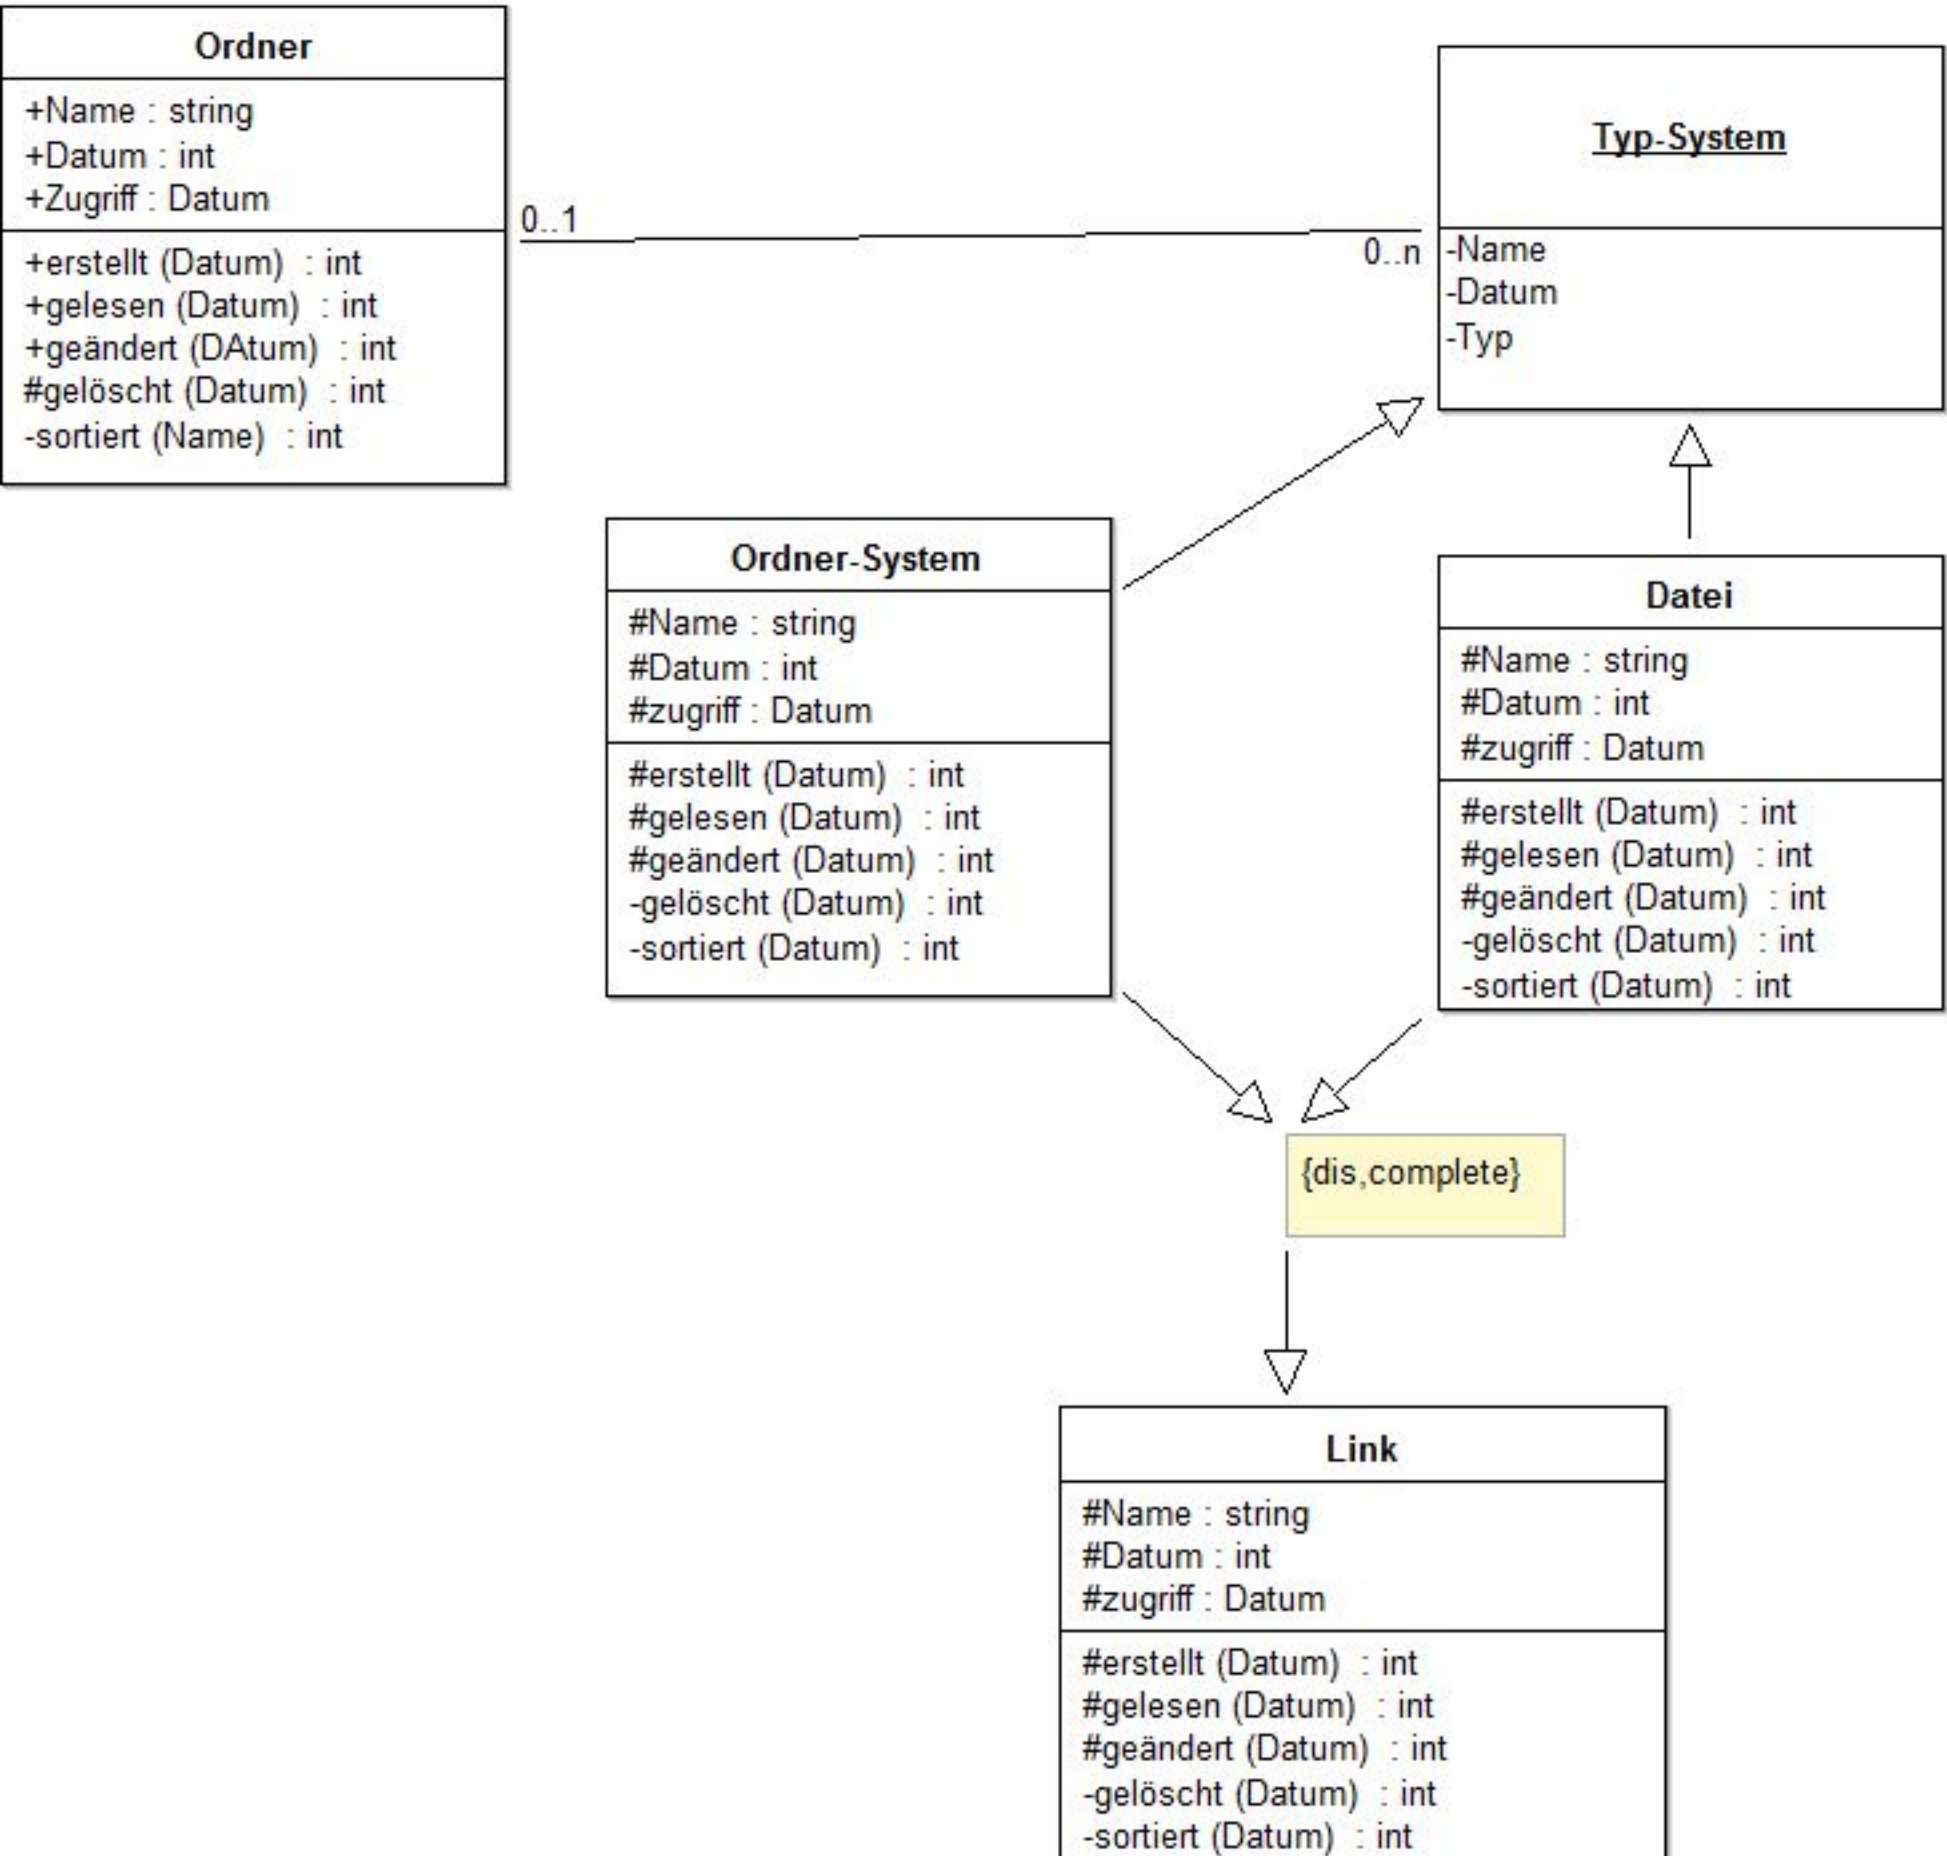 Ordner
+Name : string
+Datum : int
+Zugriff : Datum
+erstellt (Datum) : int
+gelesen (Datum) : int
+geändert (DAtum) : int
#gelöscht (Datum) : int
-sortiert (Name) : int
0..1
0..n
Typ-System
-Name
-Datum
-Typ
Ordner-System
#Name : string
#Datum : int
#zugriff : Datum
#erstellt (Datum) : int
#gelesen (Datum) : int
#geändert (Datum) : int
-gelöscht (Datum) : int
-sortiert (Datum) : int
Datei
#Name : string
#Datum : int
#zugriff : Datum
#erstellt (Datum) : int
#gelesen (Datum) : int
#geändert (Datum) : int
-gelöscht (Datum) : int
-sortiert (Datum) : int
{dis,complete}
Link
#Name : string
#Datum : int
#zugriff : Datum
#erstellt (Datum) : int
#gelesen (Datum) : int
#geändert (Datum) : int
-gelöscht (Datum) : int
-sortiert (Datum) : int